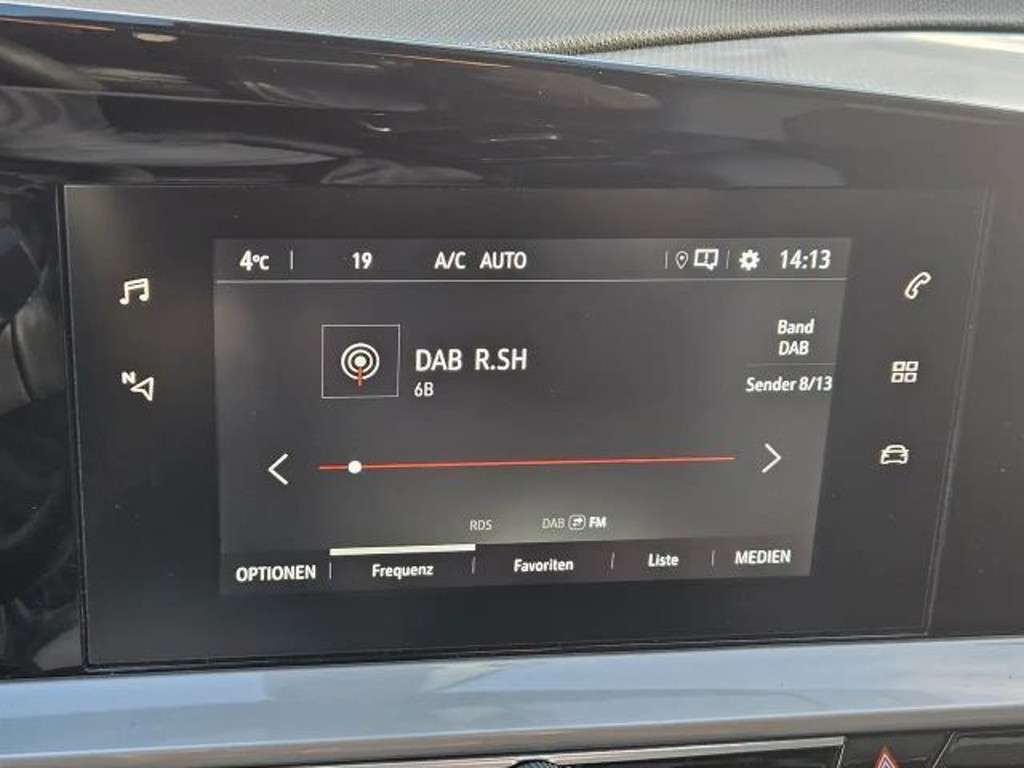 4°C 19 A/C AUTO 14:13
N
DAB R.SH
6B
Band
DAB
Sender 8/13
RDS DAB FM
OPTIONEN Frequenz Favoriten Liste MEDIEN